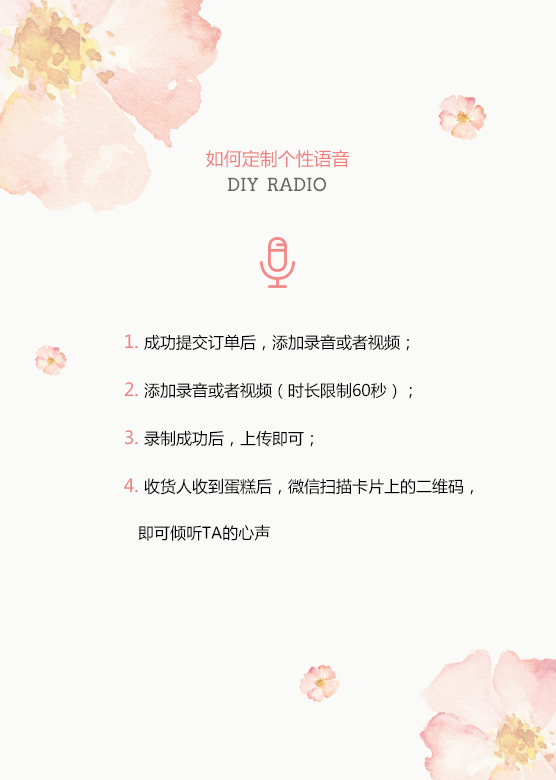 如何定制个性语音
DIY RADIO
1. 成功提交订单后，添加录音或者视频；
2. 添加录音或者视频（时长限制60秒）；
3. 录制成功后，上传即可；
4. 收货人收到蛋糕后，微信扫描卡片上的二维码，
即可倾听TA的心声